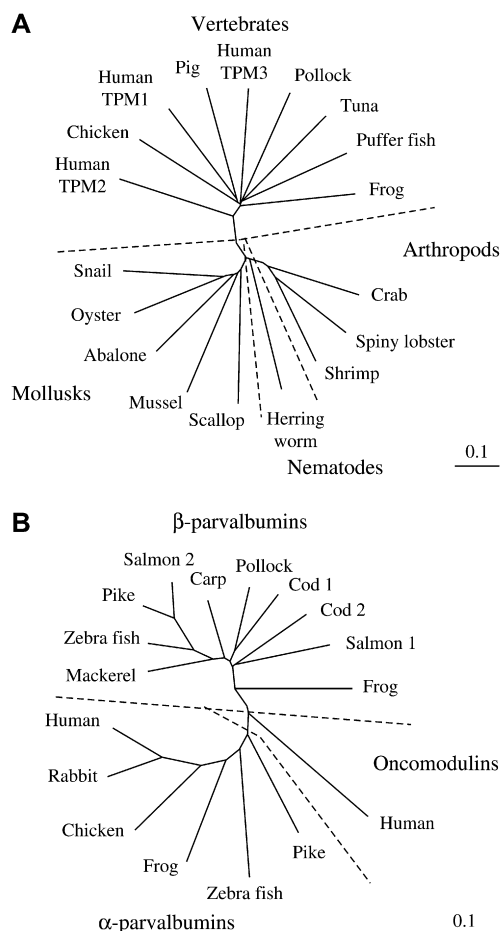 A
Vertebrates
Human
TPM3
Pig
Pollock
Human
TPM1
Tuna
Chicken
Puffer fish
Human
TPM2
Frog
Arthropods
Snail
Crab
Oyster
Spiny lobster
Abalone
Shrimp
Mollusks
Mussel
Scallop
Herring
worm
0.1
Nematodes
B
β-parvalbumins
Salmon 2
Carp
Pollock
Pike
Cod 1
Cod 2
Zebra fish
Salmon 1
Mackerel
Frog
Human
Oncomodulins
Rabbit
Chicken
Human
Frog
Pike
Zebra fish
α-parvalbumins
0.1